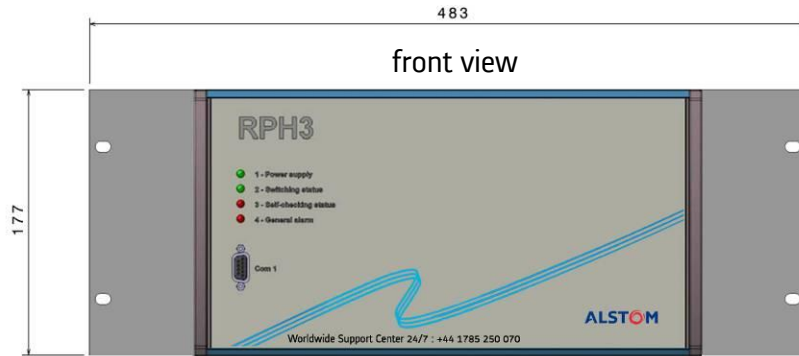 483
front view
177
RPH3
1 - Power supply
2 - Switching status
3 - Self-checking status
4 - General alarm
Com 1
ALSTOM
Worldwide Support Center 24/7 : +44 1785 250 070